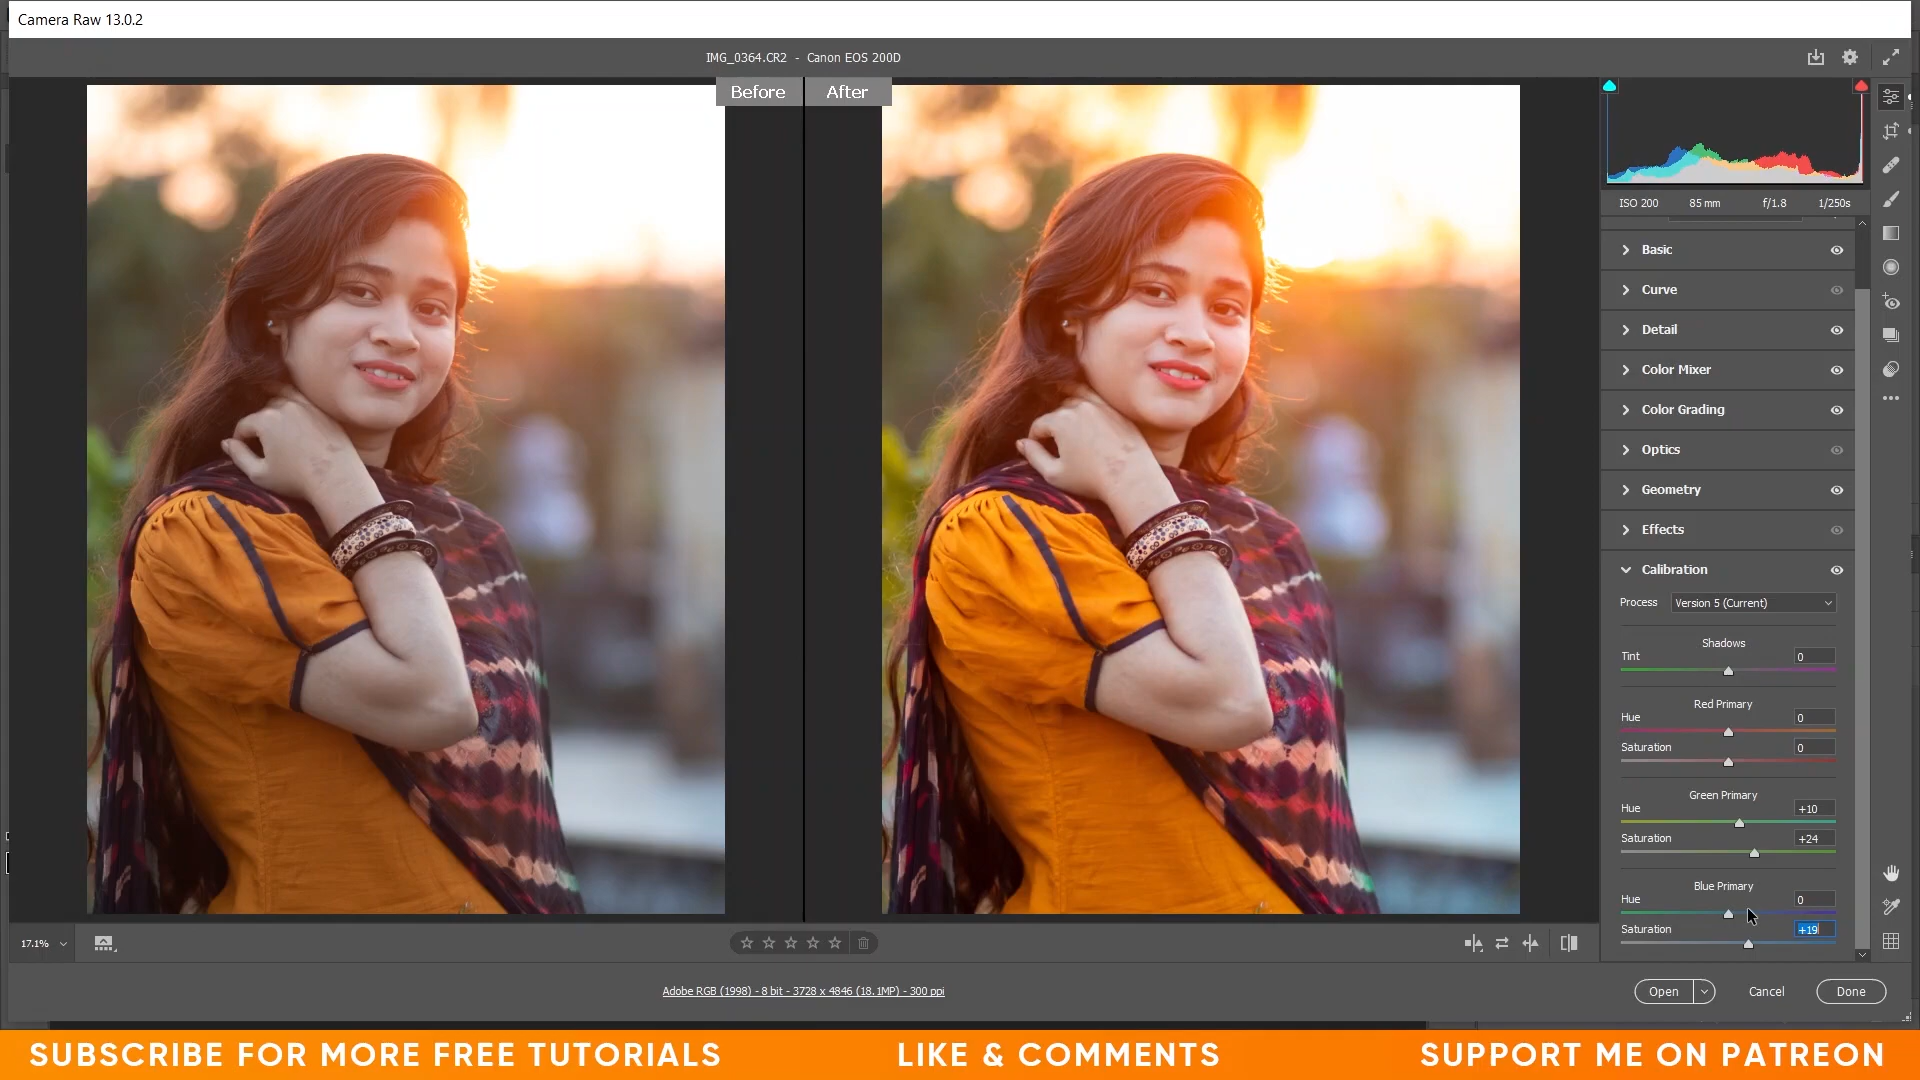 Camera Raw 13.0.2
IMG_0364.CR2 - Canon EOS 200D
Before
After
ISO 200 85 mm f/1.8 1/250s
Basic
Curve
Detail
Color Mixer
Color Grading
Optics
Geometry
Effects
Calibration
Process Version 5 (Current)
Shadows
Tint 0
Red Primary
Hue 0
Saturation 0
Green Primary
Hue +10
Saturation +24
Blue Primary
Hue 0
Saturation +19
17.1%
Adobe RGB (1998) - 8 bit - 3728 x 4846 (18.1MP) - 300 ppi
Open Cancel Done
SUBSCRIBE FOR MORE FREE TUTORIALS LIKE & COMMENTS SUPPORT ME ON PATREON